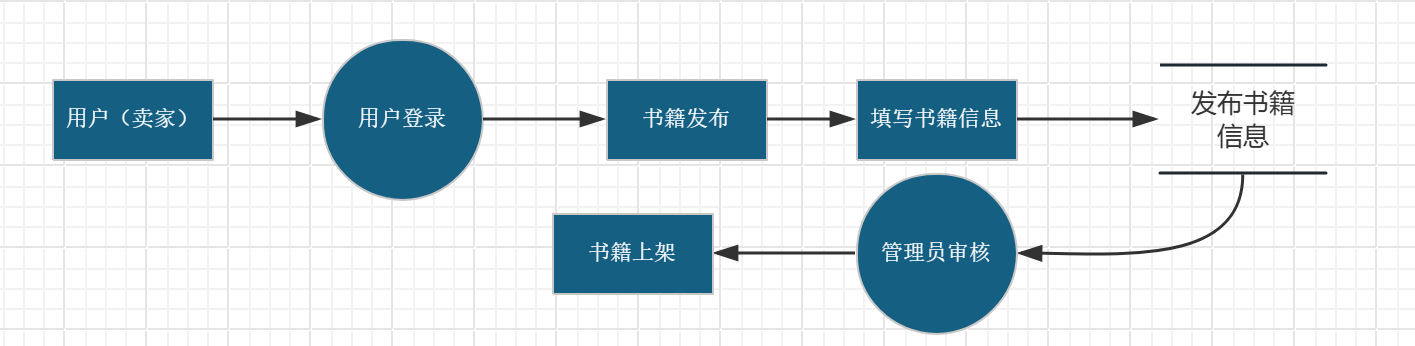 用户（卖家）
用户登录
书籍发布
填写书籍信息
发布书籍
信息
管理员审核
书籍上架